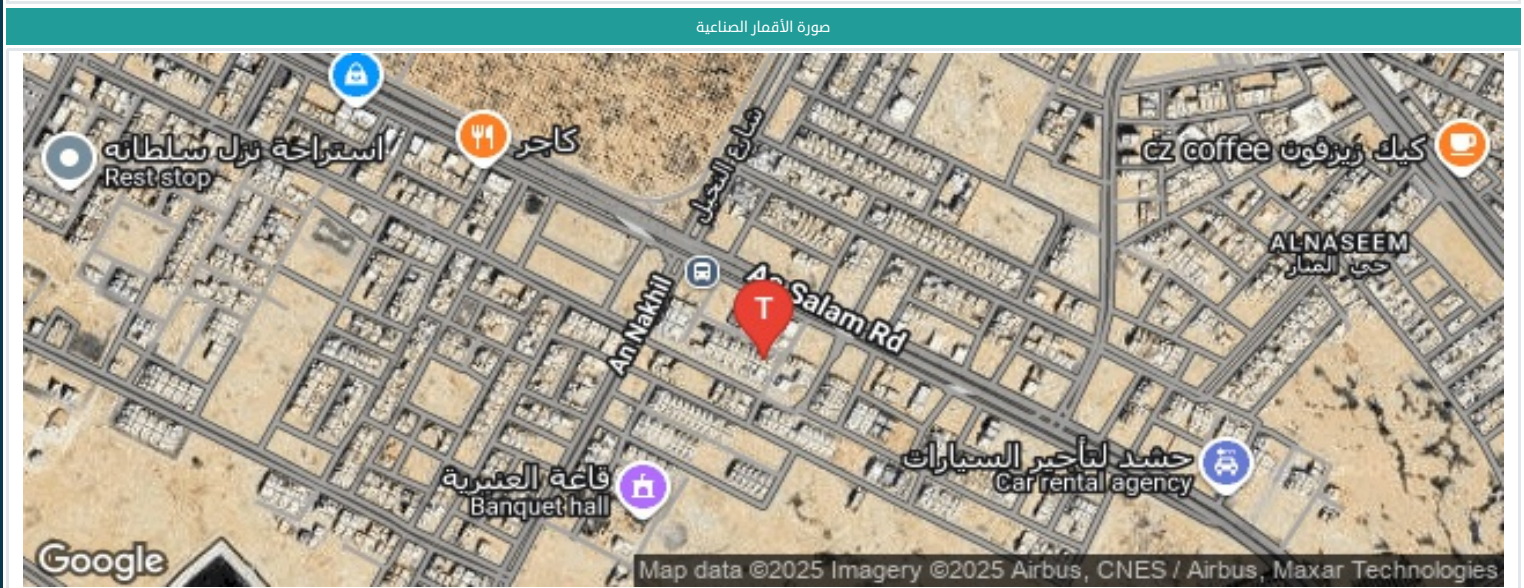 صورة الأقمار الصناعية
استراحة نزل سلطانه
Rest stop
كاجر
شارع النخيل
كيك زيزفون cz coffee
ALNASEEM
حي المنار
An Nakhil
As Salam Rd
T
حشد لتأجير السيارات
Car rental agency
قاعة العنبرية
Banquet hall
Google
Map data ©2025 Imagery ©2025 Airbus, CNES / Airbus, Maxar Technologies